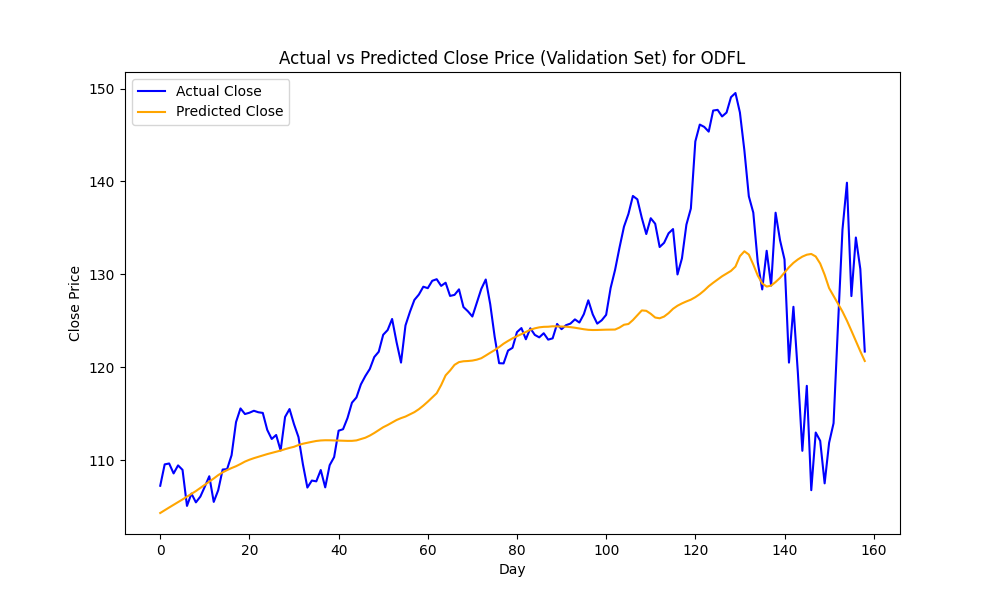 Actual vs Predicted Close Price (Validation Set) for ODFL
Actual Close
Predicted Close
150
140
130
120
110
Close Price
0 20 40 60 80 100 120 140 160
Day